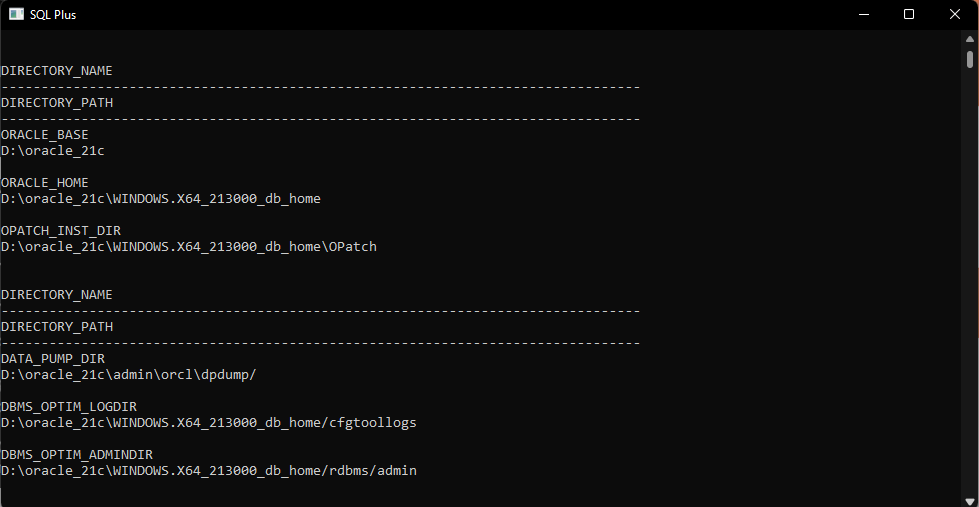 SQL Plus
DIRECTORY_NAME
--------------------------------------------------------------------------------
DIRECTORY_PATH
--------------------------------------------------------------------------------
ORACLE_BASE
D:\oracle_21c
ORACLE_HOME
D:\oracle_21c\WINDOWS.X64_213000_db_home
OPATCH_INST_DIR
D:\oracle_21c\WINDOWS.X64_213000_db_home\OPatch
DIRECTORY_NAME
--------------------------------------------------------------------------------
DIRECTORY_PATH
--------------------------------------------------------------------------------
DATA_PUMP_DIR
D:\oracle_21c\admin\orcl\dpdump/
DBMS_OPTIM_LOGDIR
D:\oracle_21c\WINDOWS.X64_213000_db_home/cfgtoollogs
DBMS_OPTIM_ADMINDIR
D:\oracle_21c\WINDOWS.X64_213000_db_home/rdbms/admin